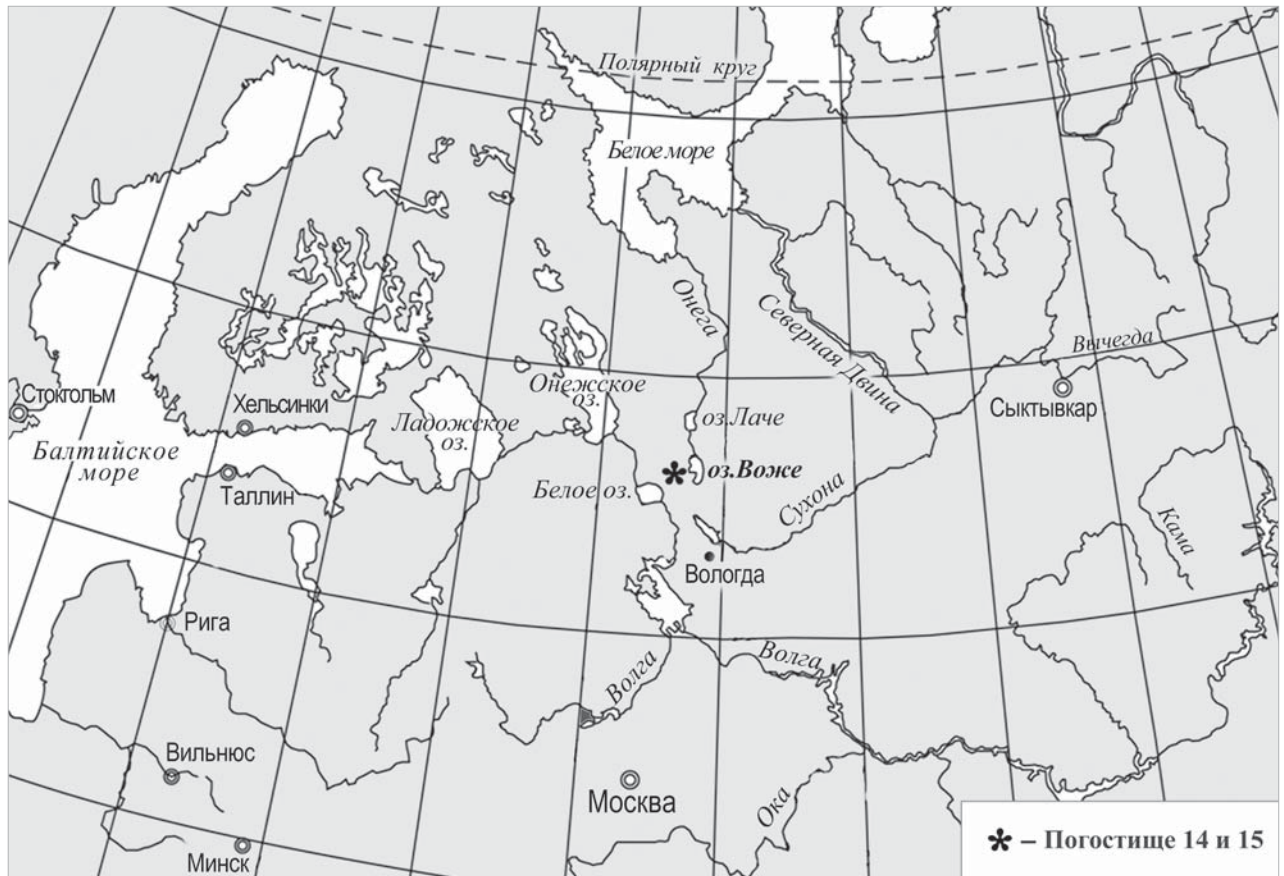 Полярный круг
Белое море
Онега
Северная Двина
Вычегда
Сыктывкар
Стокгольм
Хельсинки
Ладожское
оз.
Онежское
оз.
оз.Лаче
Балтийское
море
Таллин
Белое оз.
оз.Воже
Сухона
Кама
Вологда
Рига
Волга
Волга
Вильнюс
Москва
Ока
Минск
* – Погостище 14 и 15